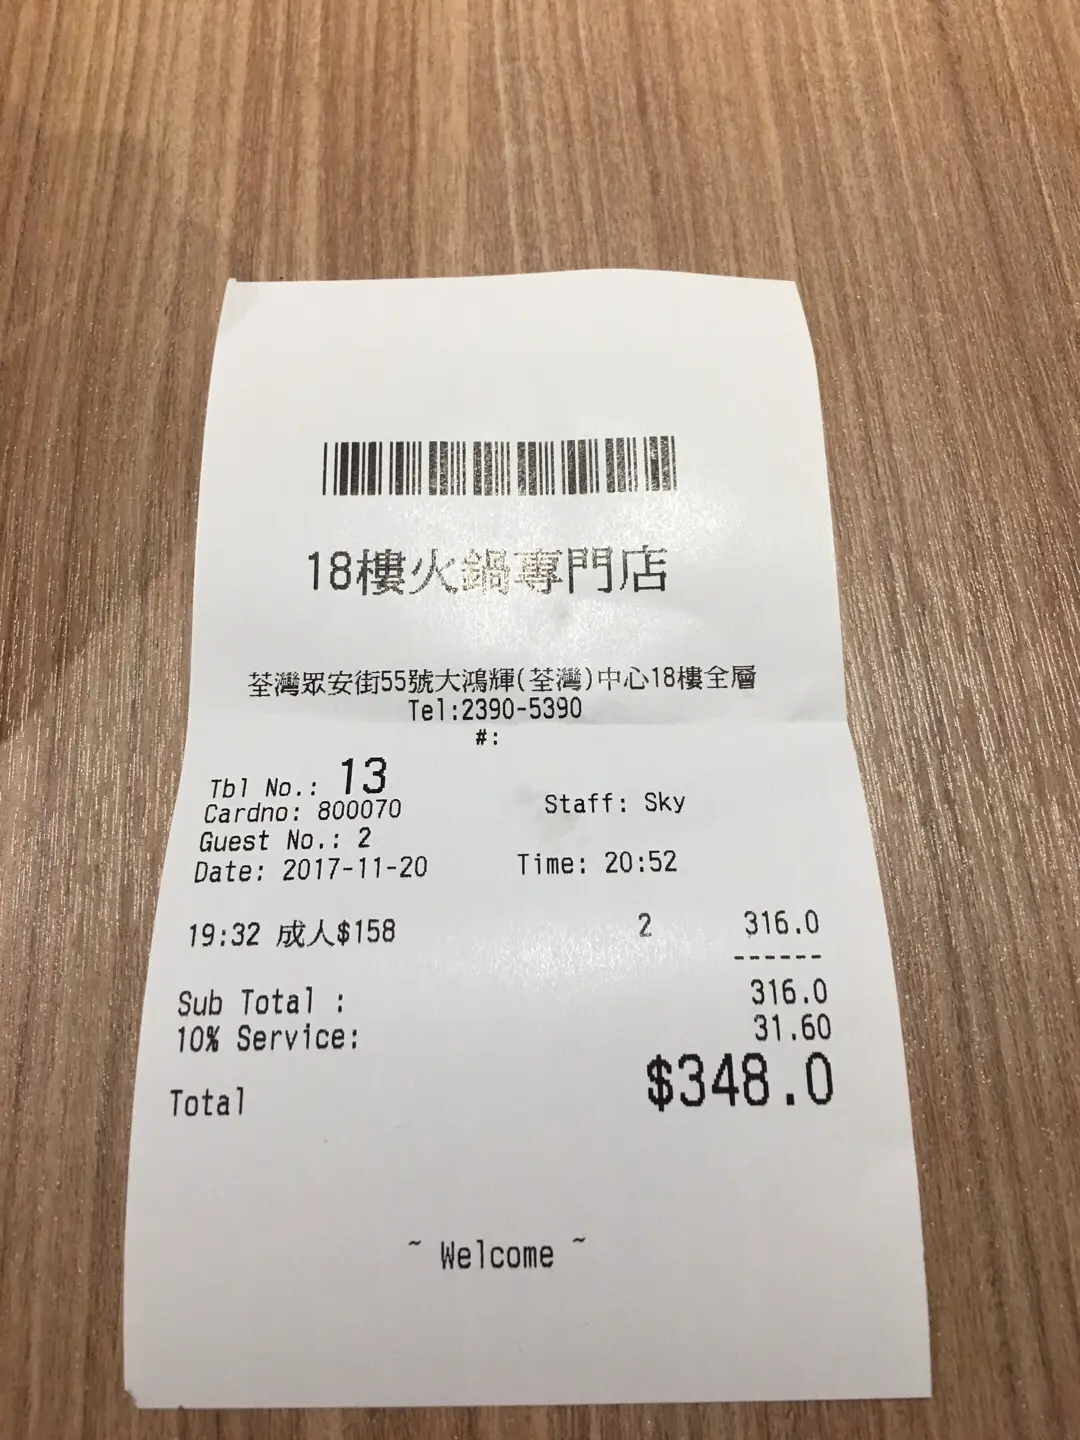 18樓火鍋專門店
荃灣眾安街55號大鴻輝(荃灣)中心18樓全層
Tel:2390-5390
#:
Tbl No.: 13
Cardno: 800070 Staff: Sky
Guest No.: 2
Date: 2017-11-20 Time: 20:52
19:32 成人$158 2 316.0
------
Sub Total : 316.0
10% Service: 31.60
Total $348.0
~ Welcome ~